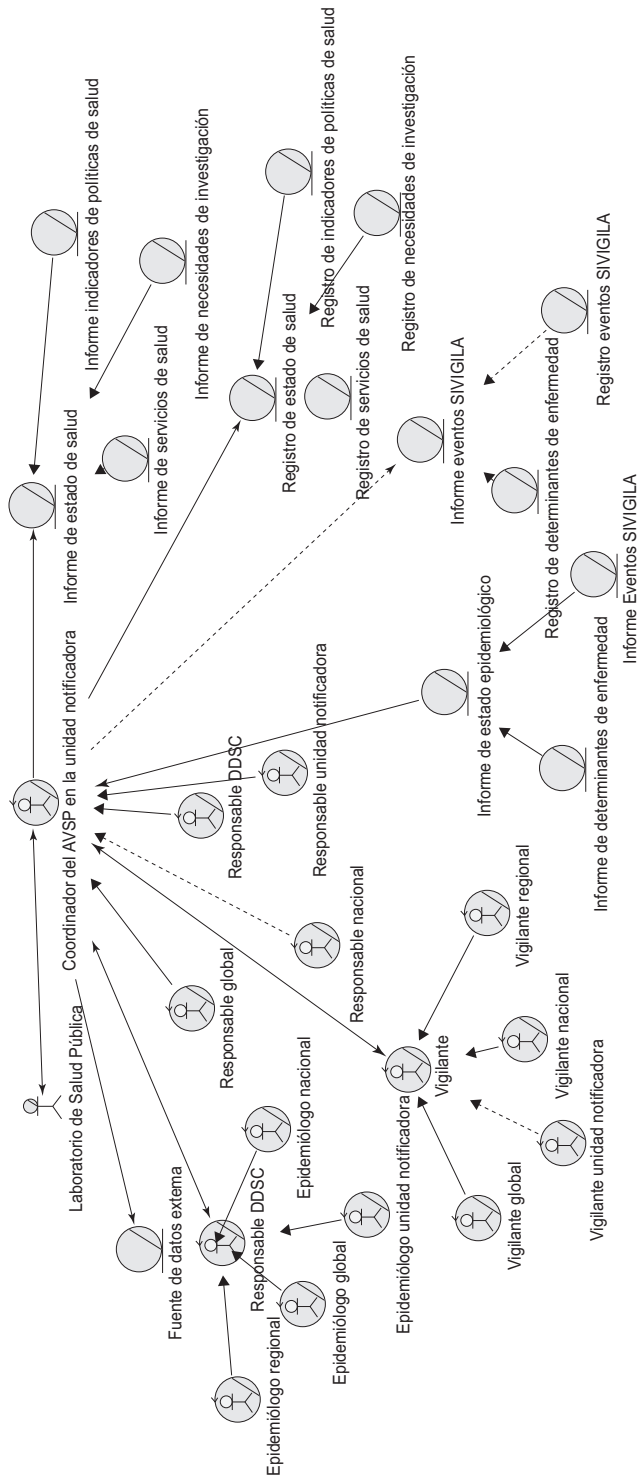 Laboratorio de Salud Pública
Coordinador del AVSP en la unidad notificadora
Informe de estado de salud
Informe indicadores de políticas de salud
Informe de servicios de salud
Informe de necesidades de investigación
Fuente de datos externa
Responsable global
Responsable DDSC
Registro de estado de salud
Registro de indicadores de políticas de salud
Epidemiólogo regional
Responsable DDSC
Epidemiólogo nacional
Responsable nacional
Responsable unidad notificadora
Registro de servicios de salud
Registro de necesidades de investigación
Epidemiólogo global
Epidemiólogo unidad notificadora
Vigilante
Informe de estado epidemiológico
Informe eventos SIVIGILA
Vigilante global
Vigilante nacional
Vigilante regional
Registro de determinantes de enfermedad
Vigilante unidad notificadora
Informe de determinantes de enfermedad
Informe Eventos SIVIGILA
Registro eventos SIVIGILA